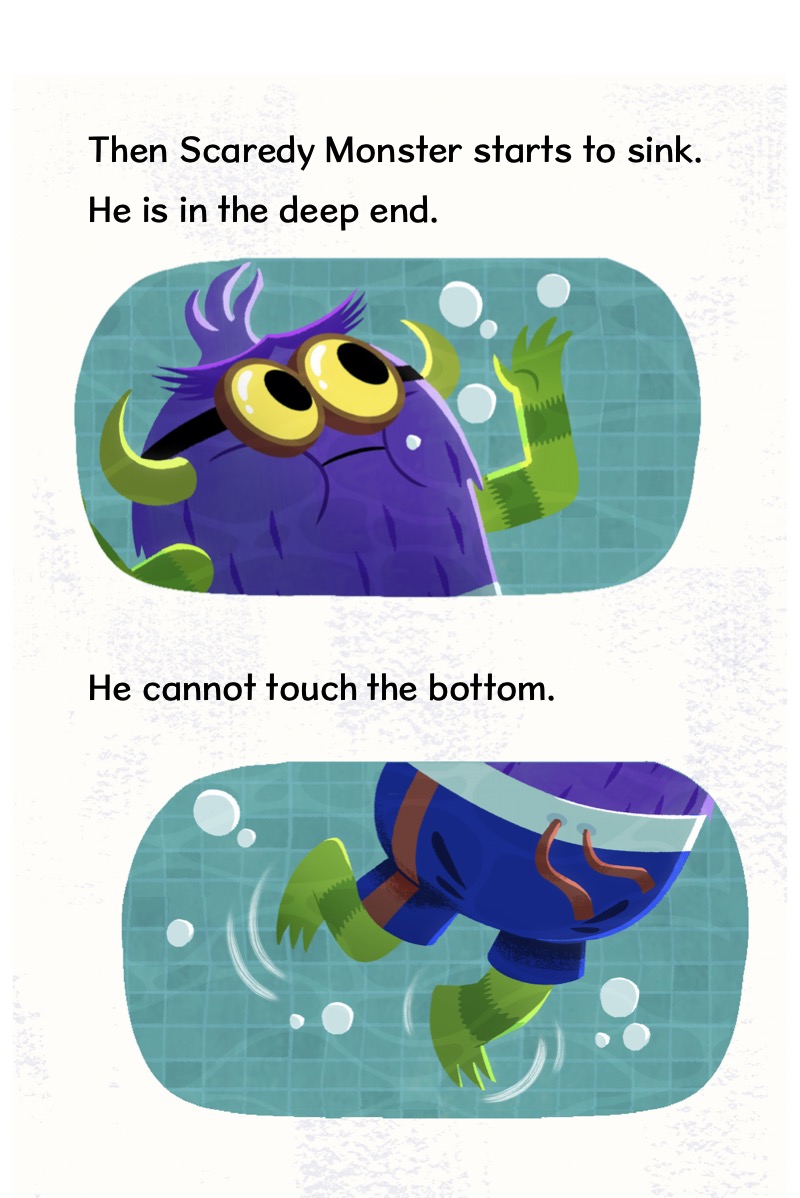 Then Scaredy Monster starts to sink.
He is in the deep end.
He cannot touch the bottom.